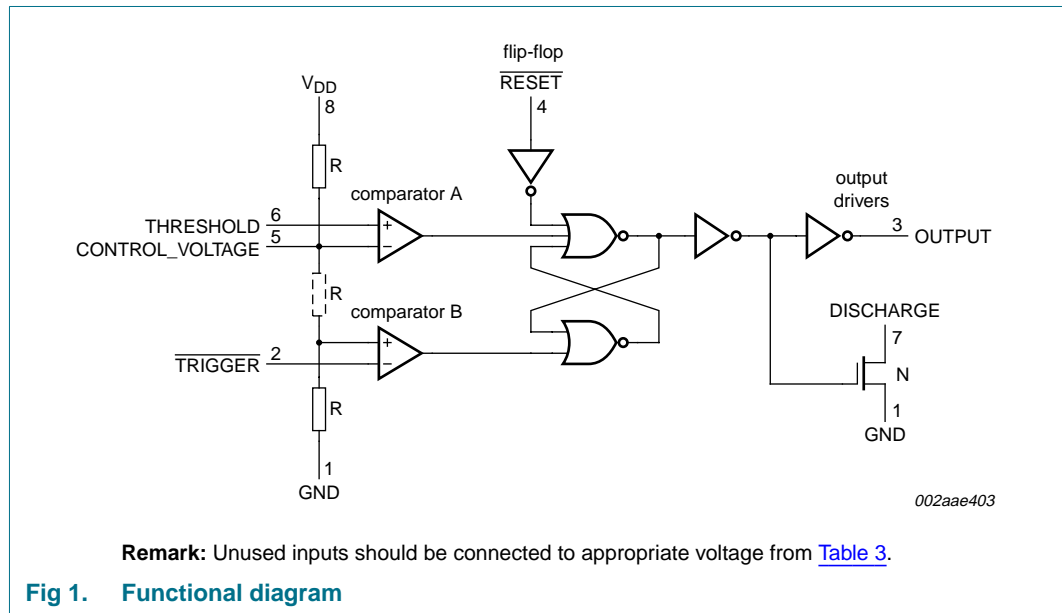 flip-flop
RESET
4
VDD
8
R
comparator A
output
drivers
THRESHOLD 6
+
3 OUTPUT
CONTROL_VOLTAGE 5
−
R
comparator B
DISCHARGE
7
+
TRIGGER 2
−
N
R
1
GND
1
GND
002aae403
Remark: Unused inputs should be connected to appropriate voltage from Table 3.
Fig 1. Functional diagram